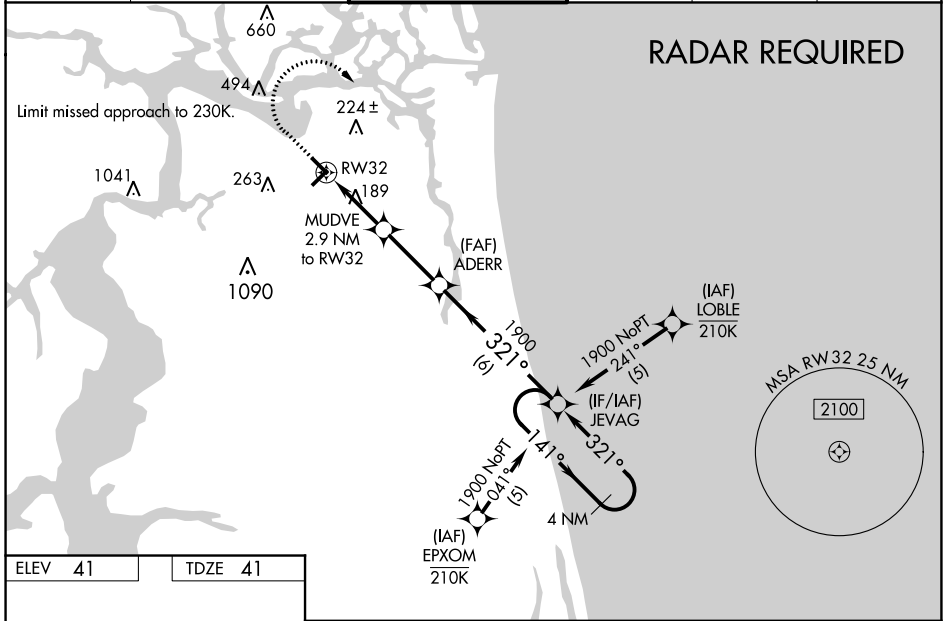 660
RADAR REQUIRED
494
Limit missed approach to 230K.
224 ±
RW32
1041
263
189
MUDVE
2.9 NM
to RW32
(FAF)
ADERR
1090
(IAF)
LOBLE
210K
1900
321°
(6)
1900 NoPT
241°
(5)
MSA RW32 25 NM
2100
(IF/IAF)
JEVAG
321°
141°
1900 NoPT
041°
(5)
4 NM
(IAF)
EPXOM
210K
ELEV 41
TDZE 41